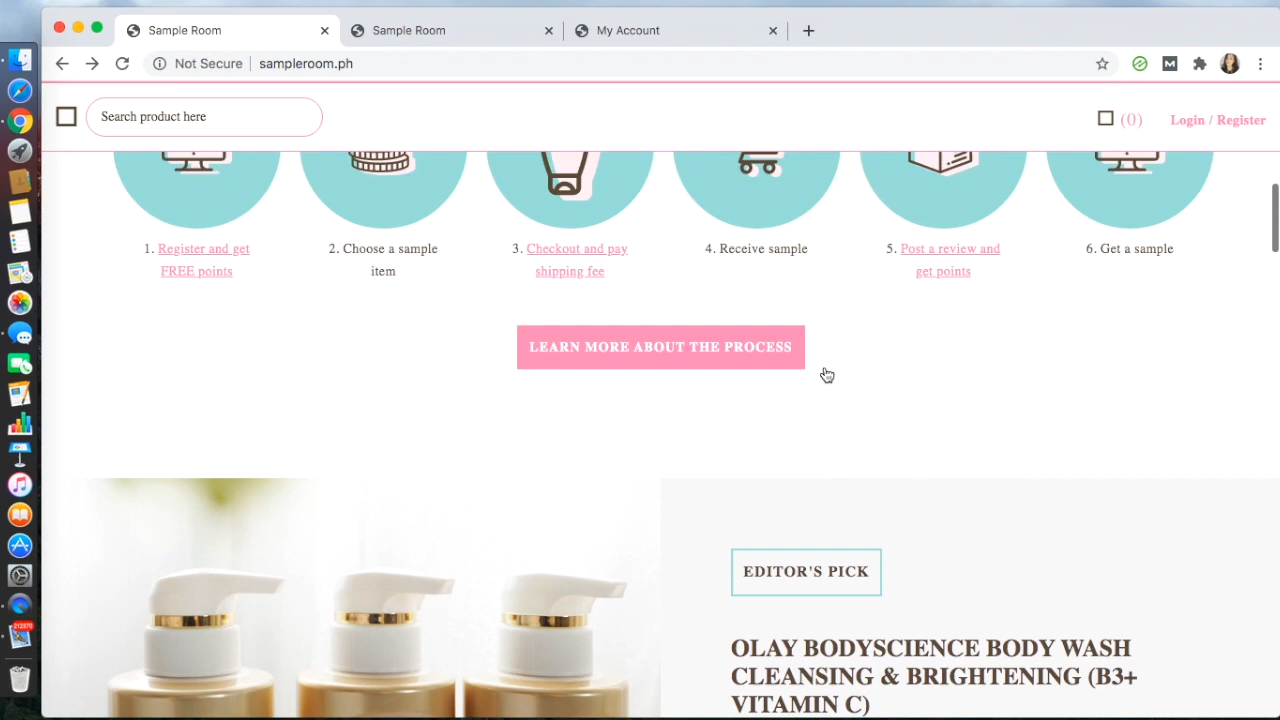 Sample Room
Sample Room
My Account
Not Secure
sampleroom.ph
Search product here
(0)
Login / Register
1. Register and get
FREE points
2. Choose a sample
item
3. Checkout and pay
shipping fee
4. Receive sample
5. Post a review and
get points
6. Get a sample
LEARN MORE ABOUT THE PROCESS
EDITOR'S PICK
OLAY BODYSCIENCE BODY WASH
CLEANSING & BRIGHTENING (B3+
VITAMIN C)